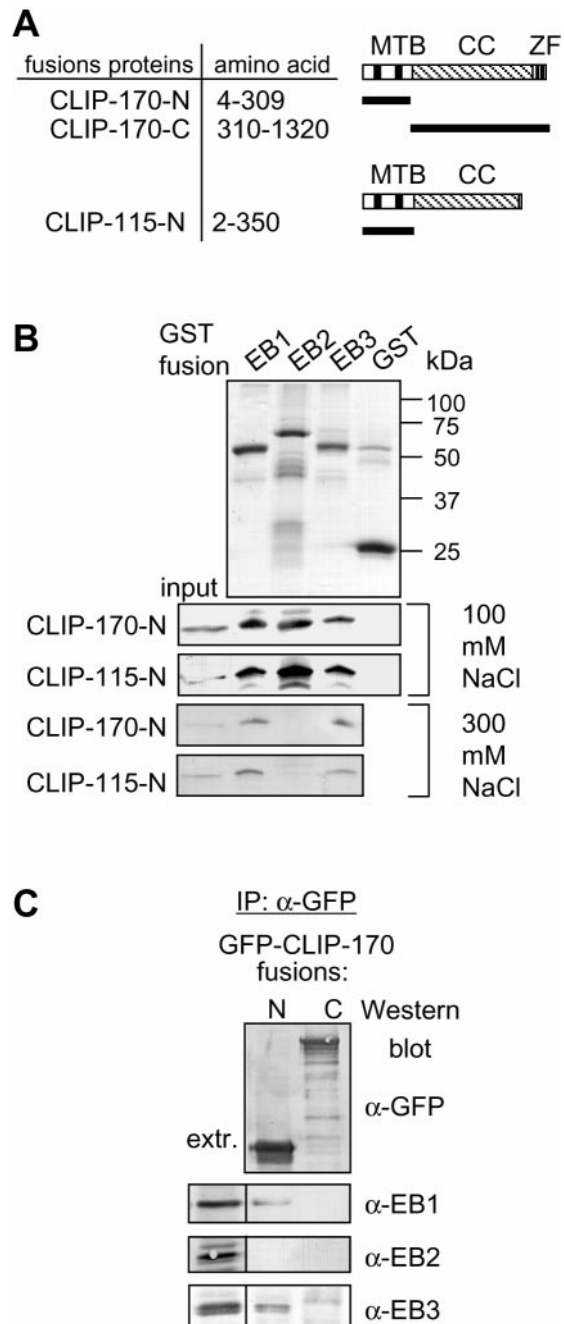 A
fusions proteins amino acid
CLIP-170-N 4-309
CLIP-170-C 310-1320
CLIP-115-N 2-350
MTB CC ZF
MTB CC
B
GST
fusion
EB1 EB2 EB3 GST
kDa
100
75
50
37
25
input
CLIP-170-N
CLIP-115-N
100
mM
NaCl
CLIP-170-N
CLIP-115-N
300
mM
NaCl
C
IP: α-GFP
GFP-CLIP-170
fusions:
N C Western
blot
α-GFP
extr.
α-EB1
α-EB2
α-EB3